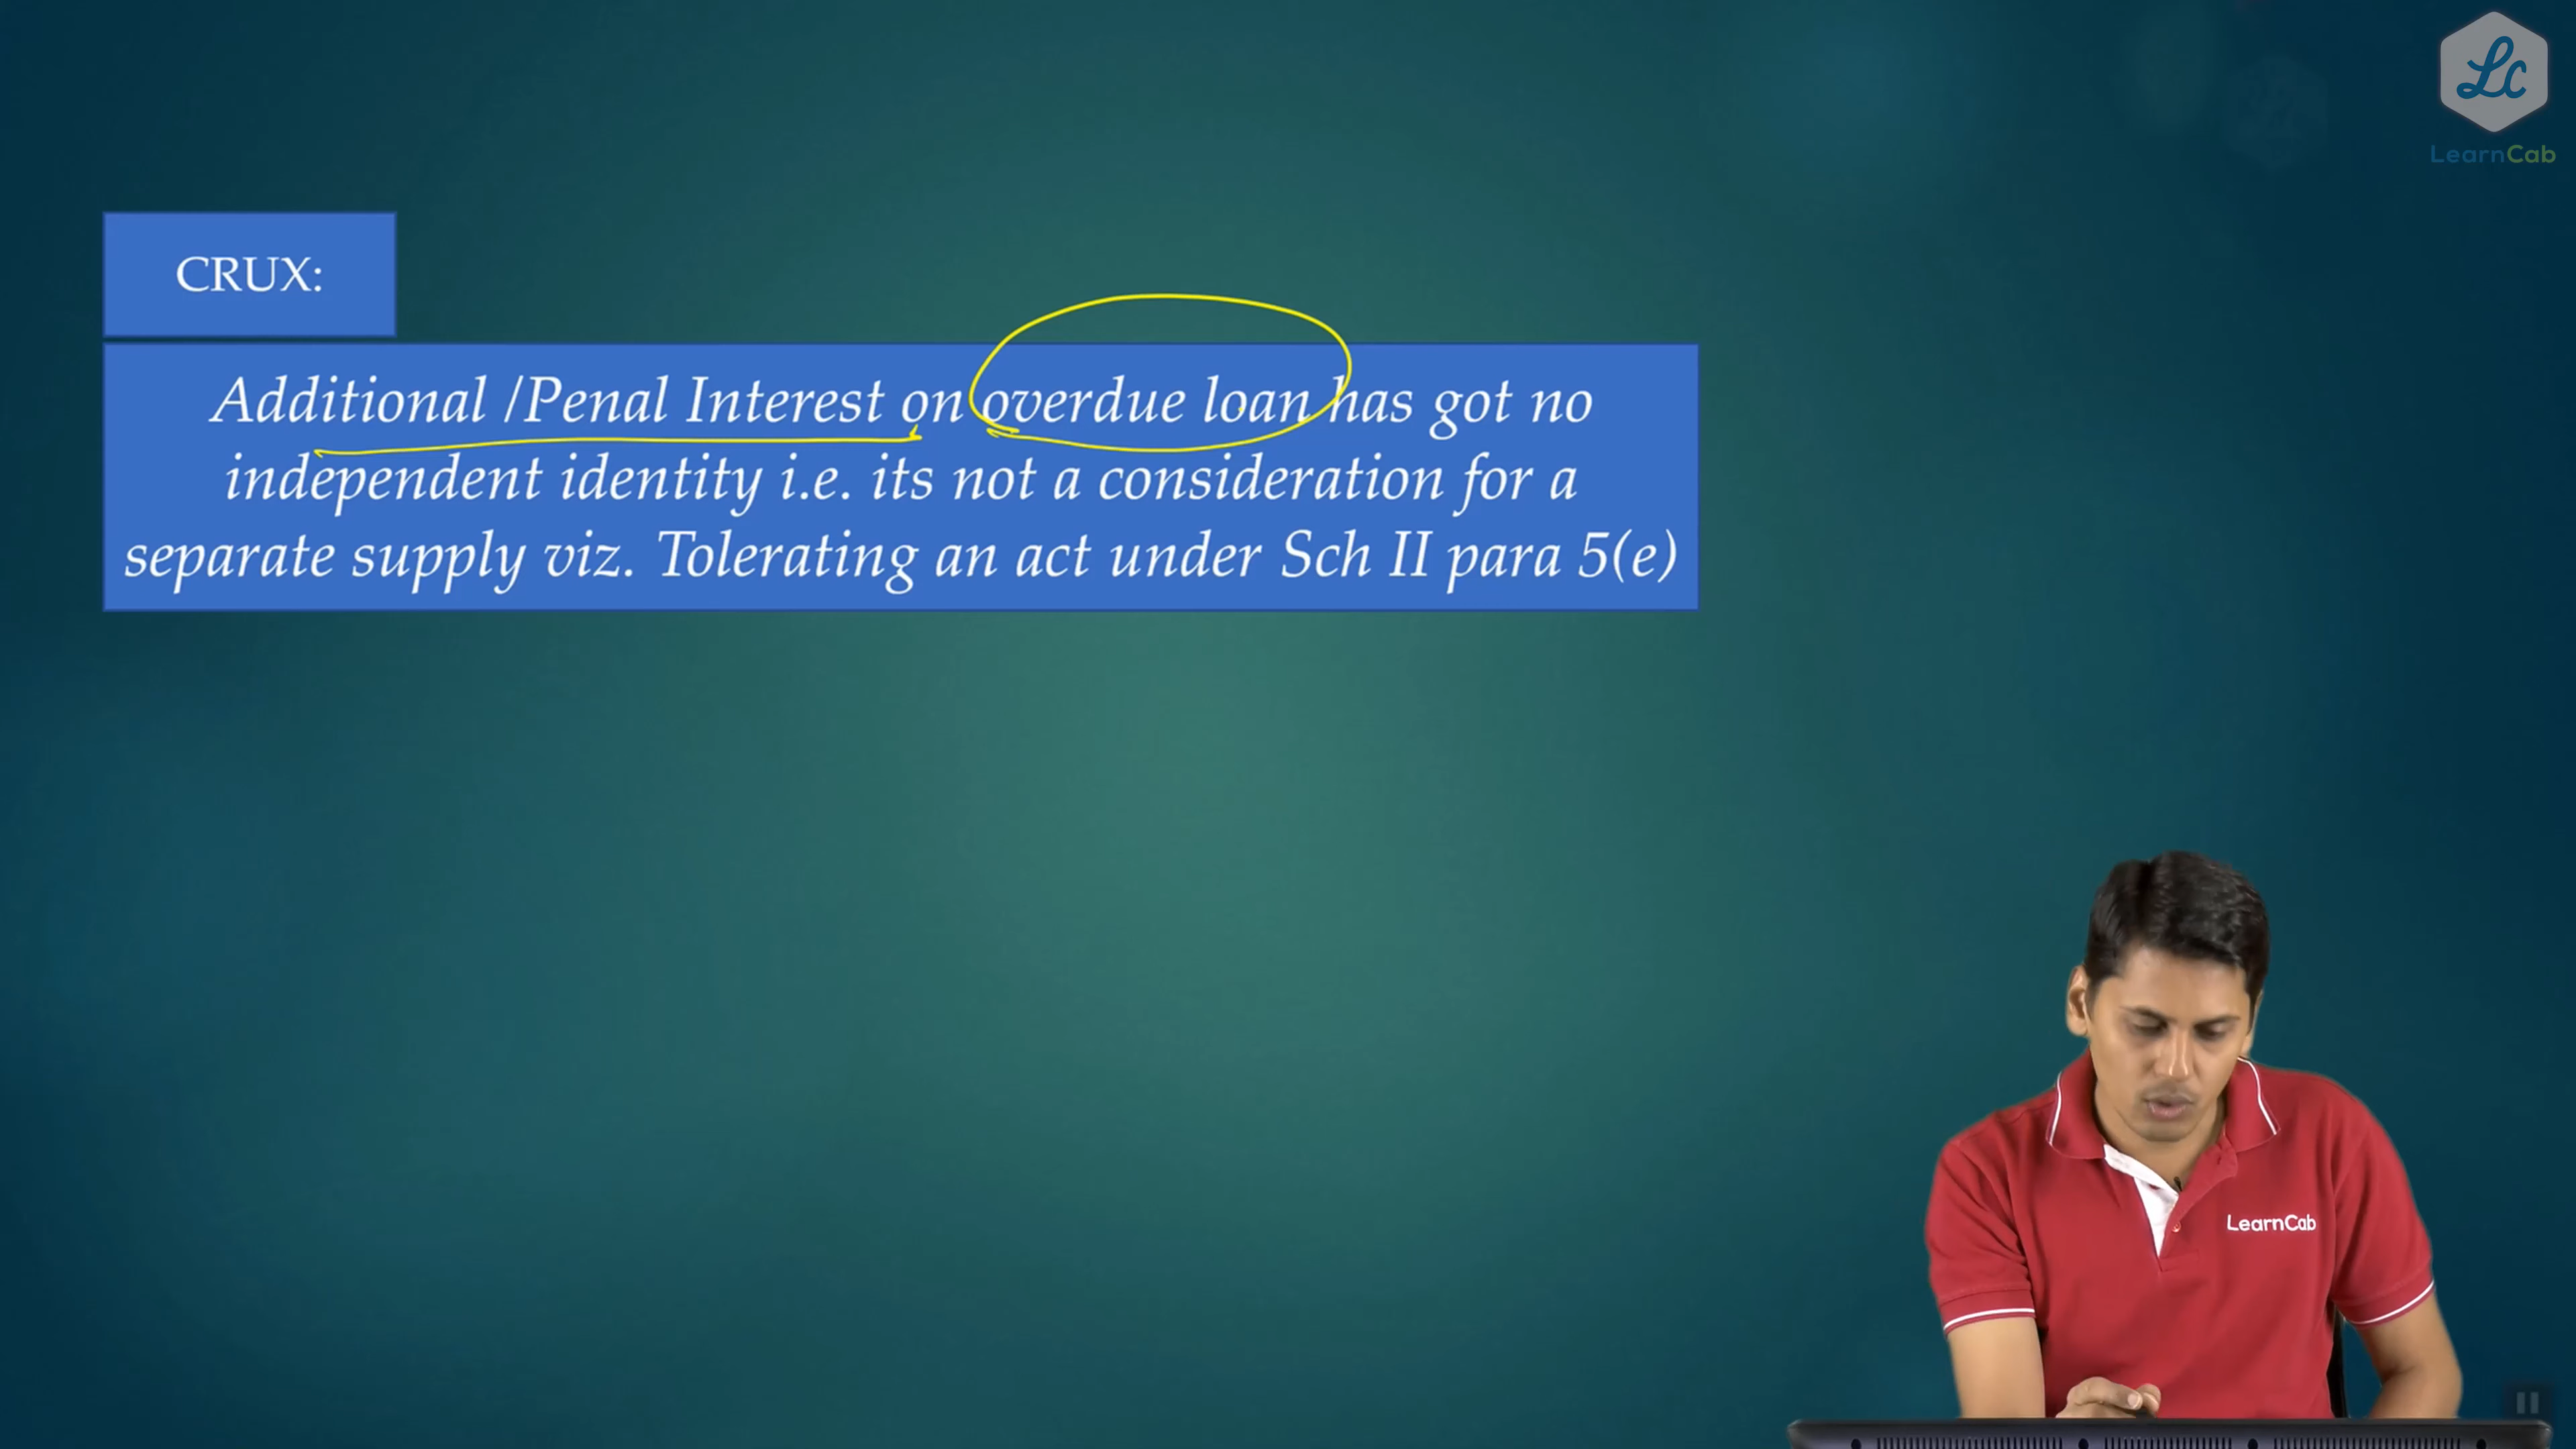 Lc
LearnCab
CRUX:
Additional /Penal Interest on overdue loan has got no
independent identity i.e. its not a consideration for a
separate supply viz. Tolerating an act under Sch II para 5(e)
LearnCab